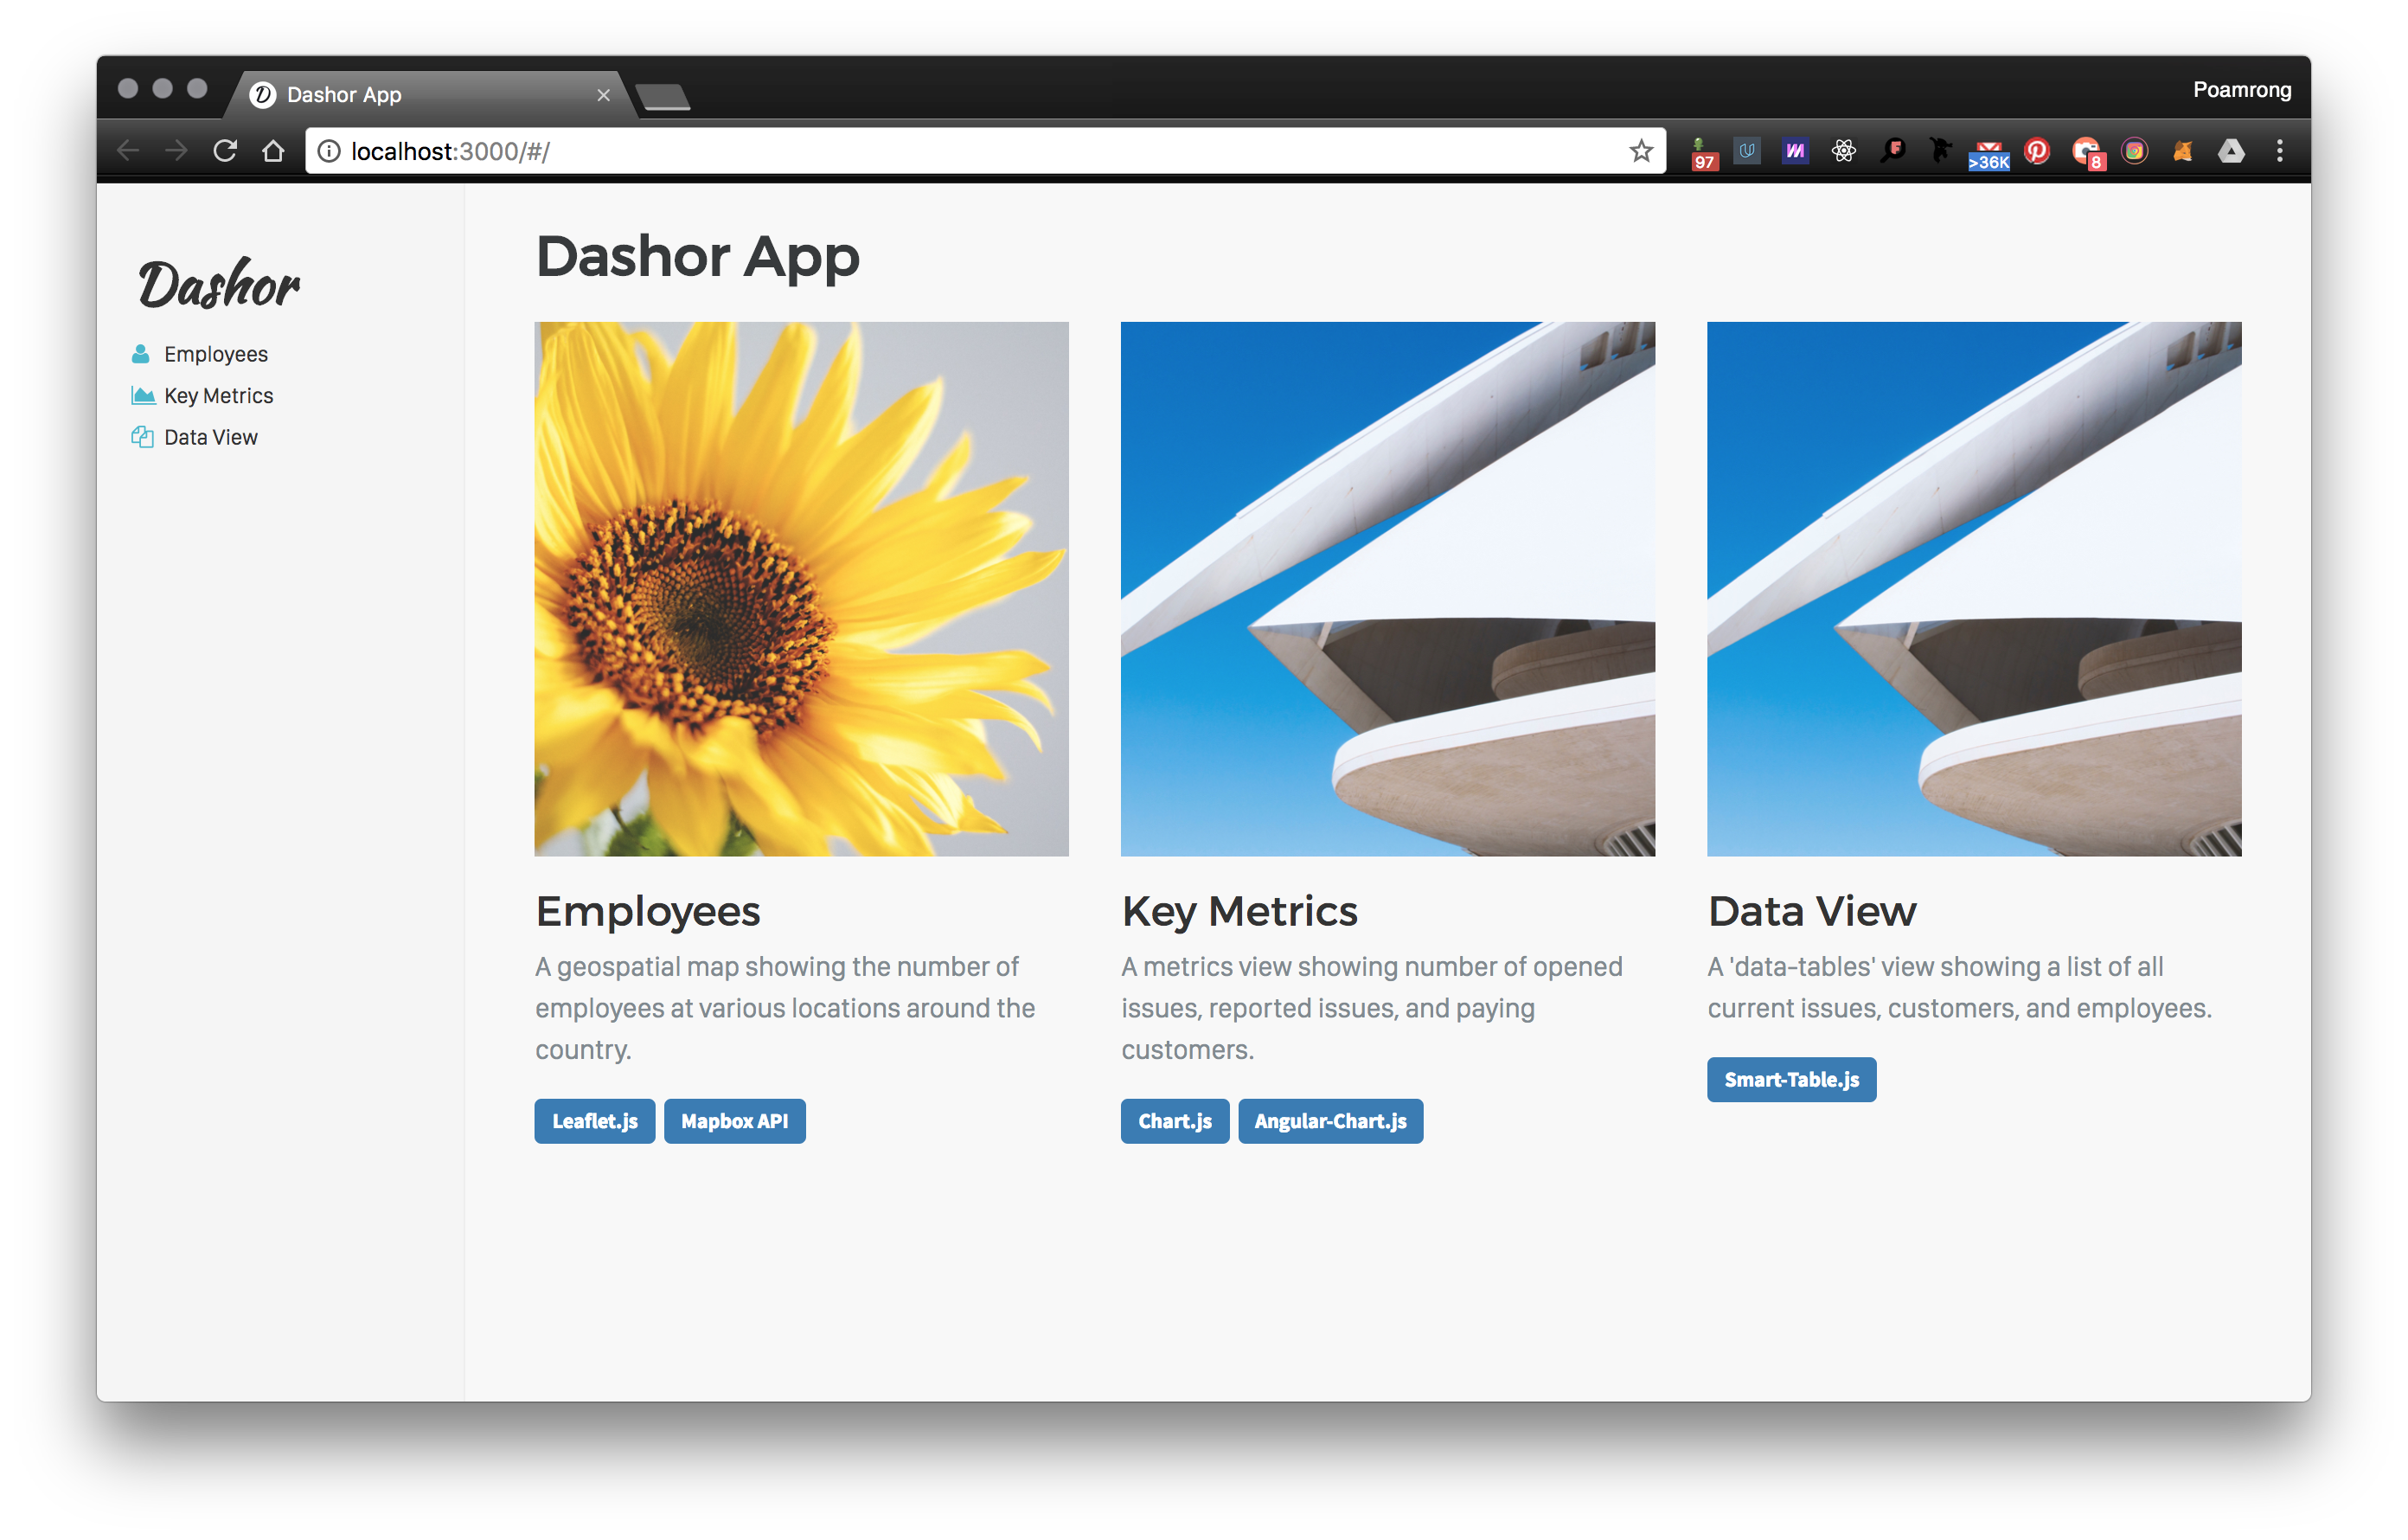 Dashor App
Poamrong
localhost:3000/#/
97
>36K
8
Dashor
Employees
Key Metrics
Data View
Dashor App
Employees
A geospatial map showing the number of
employees at various locations around the
country.
Leaflet.js
Mapbox API
Key Metrics
A metrics view showing number of opened
issues, reported issues, and paying
customers.
Chart.js
Angular-Chart.js
Data View
A 'data-tables' view showing a list of all
current issues, customers, and employees.
Smart-Table.js